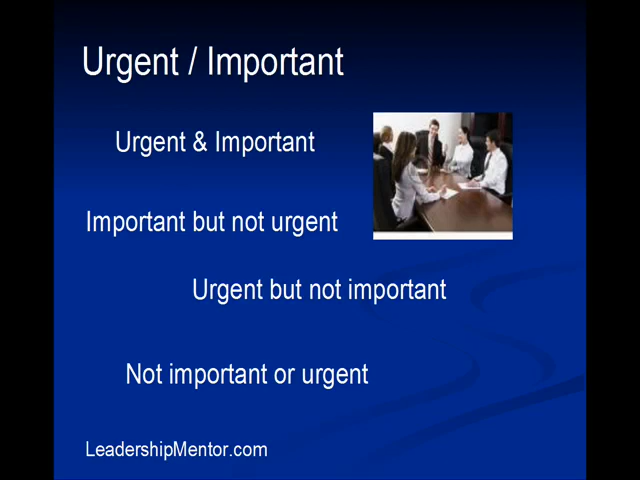 Urgent / Important
Urgent & Important
Important but not urgent
Urgent but not important
Not important or urgent
LeadershipMentor.com